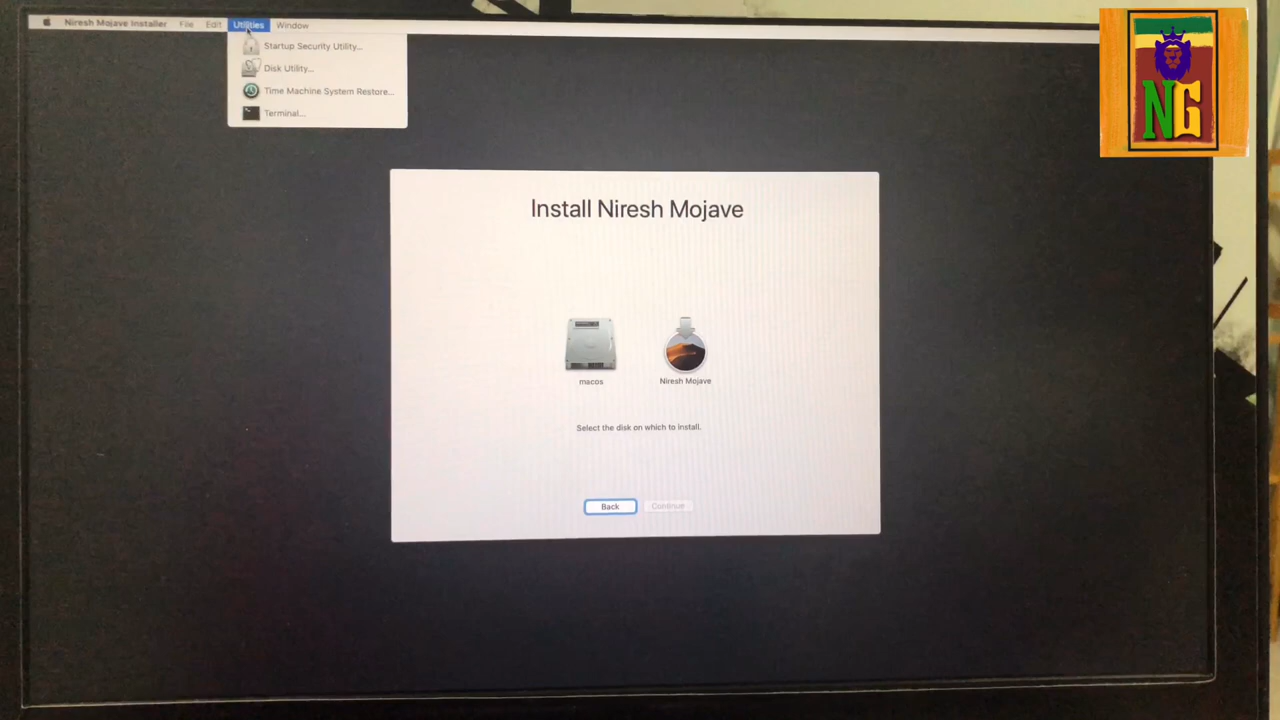 Niresh Mojave Installer File Edit Utilities Window
Startup Security Utility...
Disk Utility...
Time Machine System Restore...
Terminal...
NG
Install Niresh Mojave
macos Niresh Mojave
Select the disk on which to install.
Back Continue